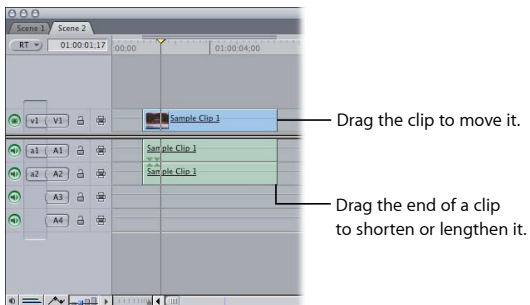 Scene 1 Scene 2
RT 01:00:01;17 :00;00 01:00:04;00
v1 V1 Sample Clip 1
Drag the clip to move it.
a1 A1 Sample Clip 1
a2 A2 Sample Clip 1
A3
A4
Drag the end of a clip
to shorten or lengthen it.